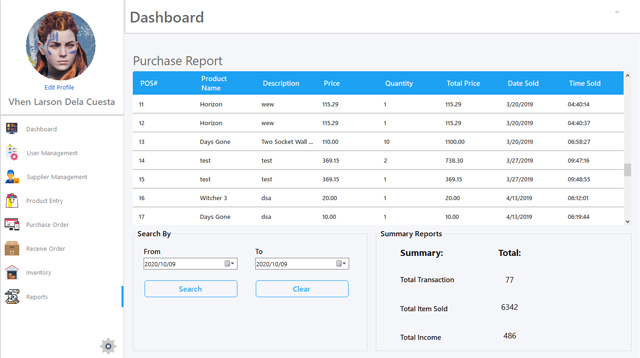 Dashboard
Edit Profile
Vhen Larson Dela Cuesta
Dashboard
User Management
Supplier Management
Product Entry
Purchase Order
Receive Order
Inventory
Reports
Purchase Report
POS# Product Name Description Price Quantity Total Price Date Sold Time Sold
11 Horizon wew 115.29 1 115.29 3/20/2019 04:40:14
12 Horizon wew 115.29 1 115.29 3/20/2019 04:40:37
13 Days Gone Two Socket Wall ... 110.00 10 1100.00 3/20/2019 06:58:27
14 test test 369.15 2 738.30 3/27/2019 09:47:16
15 test test 369.15 1 369.15 3/27/2019 09:48:55
16 Witcher 3 dsa 20.00 1 20.00 4/13/2019 06:12:01
17 Days Gone dsa 10.00 1 10.00 4/13/2019 06:19:44
Search By
From To
2020/10/09 2020/10/09
Search Clear
Summary Reports
Summary: Total:
Total Transaction 77
Total Item Sold 6342
Total Income 486